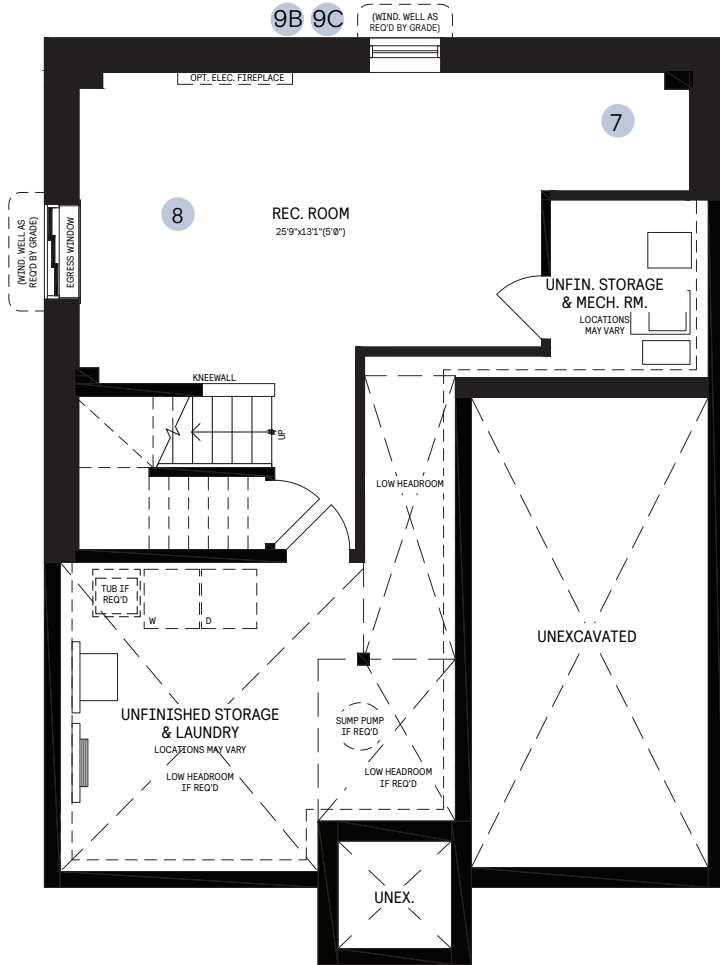 9B 9C
(WIND. WELL AS
REQ'D BY GRADE)
OPT. ELEC. FIREPLACE
7
8
REC. ROOM
25'9"x13'1"(5'0")
(WIND. WELL AS
REQ'D BY GRADE)
EGRESS WINDOW
UNFIN. STORAGE
& MECH. RM.
LOCATIONS
MAY VARY
KNEEWALL
UP
LOW HEADROOM
TUB IF
REQ'D
W
D
UNEXCAVATED
UNFINISHED STORAGE
& LAUNDRY
LOCATIONS MAY VARY
LOW HEADROOM
IF REQ'D
SUMP PUMP
IF REQ'D
LOW HEADROOM
IF REQ'D
UNEX.